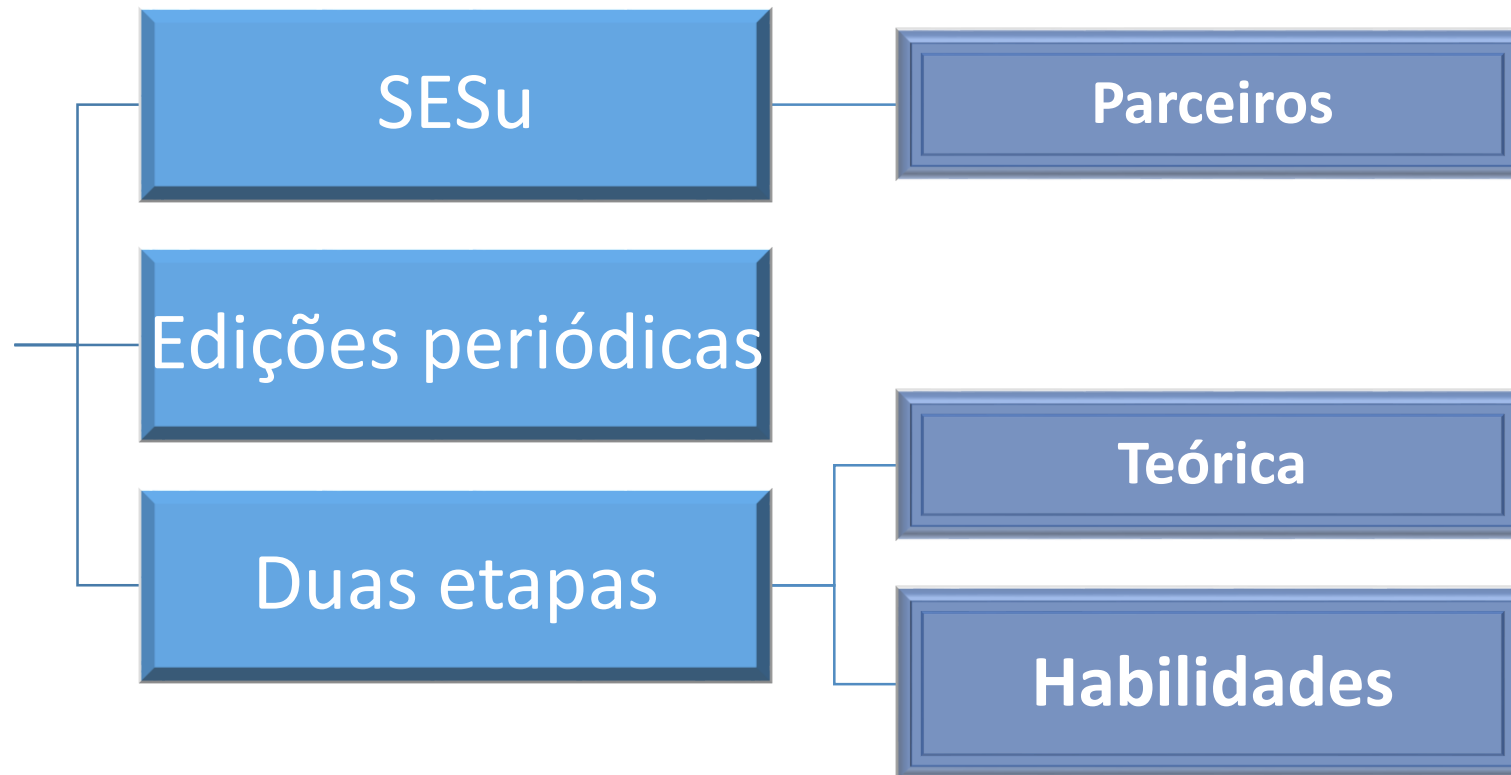 SESu
Parceiros
Edições periódicas
Duas etapas
Teórica
Habilidades